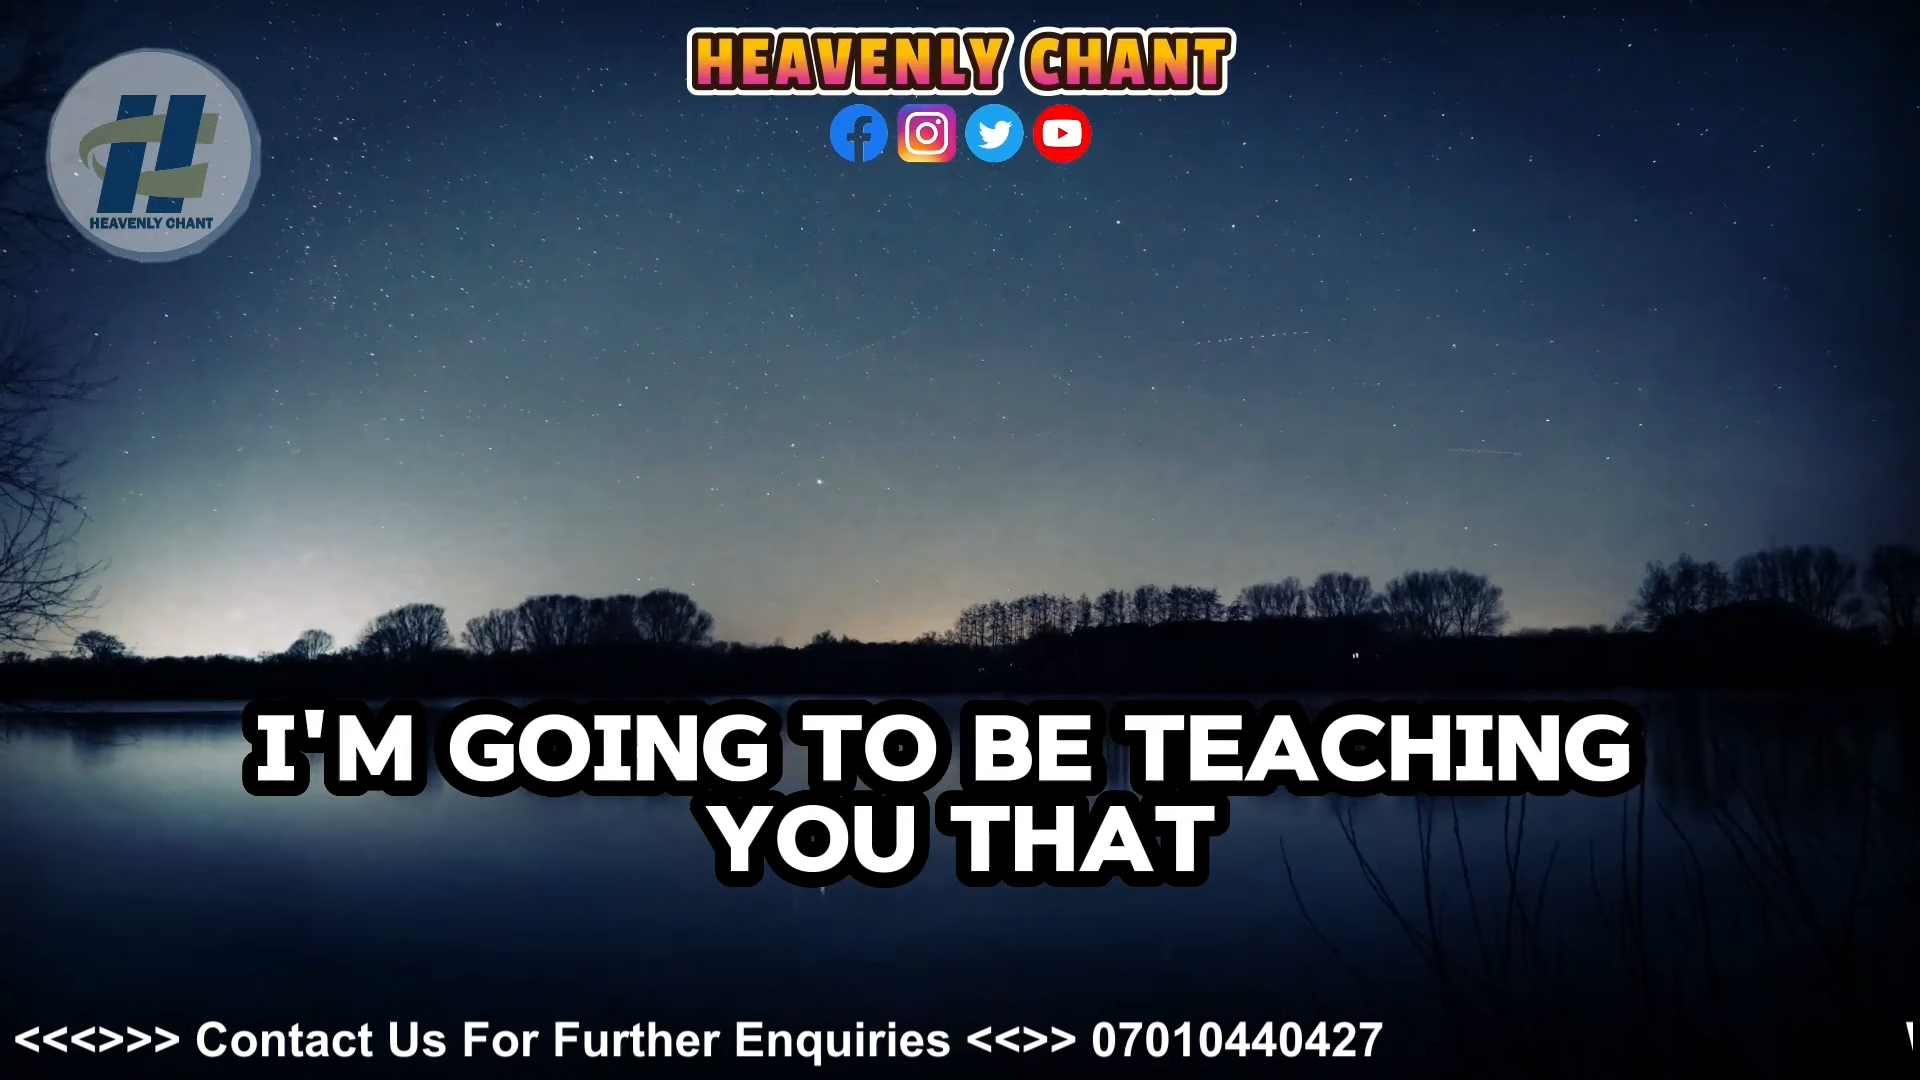 HEAVENLY CHANT
HEAVENLY CHANT
I'M GOING TO BE TEACHING
YOU THAT
<<<>>> Contact Us For Further Enquiries <<>> 07010440427